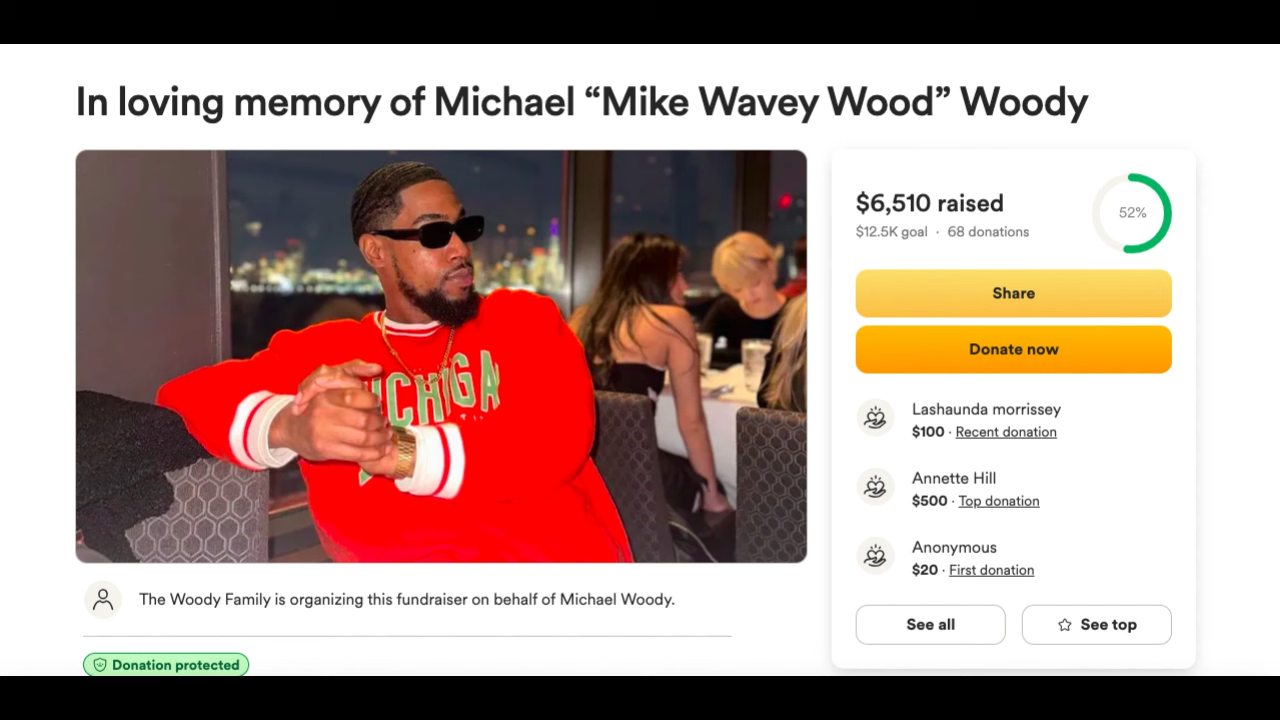 In loving memory of Michael “Mike Wavey Wood” Woody
$6,510 raised
$12.5K goal · 68 donations
52%
Share
Donate now
Lashaunda morrissey
$100 · Recent donation
Annette Hill
$500 · Top donation
Anonymous
$20 · First donation
See all
See top
ICHIGA
The Woody Family is organizing this fundraiser on behalf of Michael Woody.
Donation protected